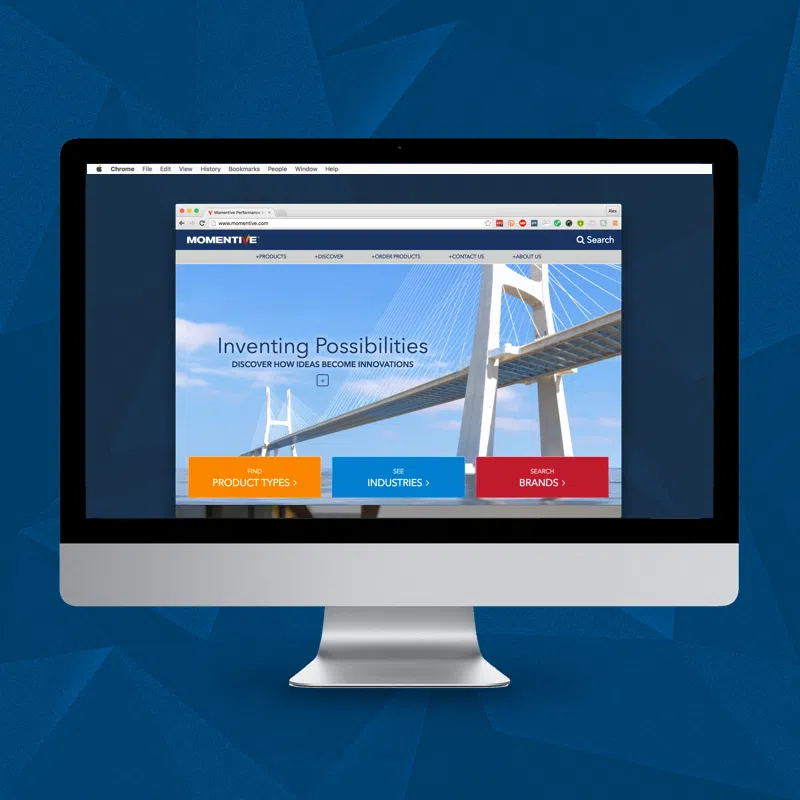 Chrome File Edit View History Bookmarks People Window Help
Momentive Performance
Alex
www.momentive.com
MOMENTIVE
Search
+PRODUCTS +DISCOVER +ORDER PRODUCTS +CONTACT US +ABOUT US
Inventing Possibilities
DISCOVER HOW IDEAS BECOME INNOVATIONS
+
FIND
PRODUCT TYPES >
SEE
INDUSTRIES >
SEARCH
BRANDS >